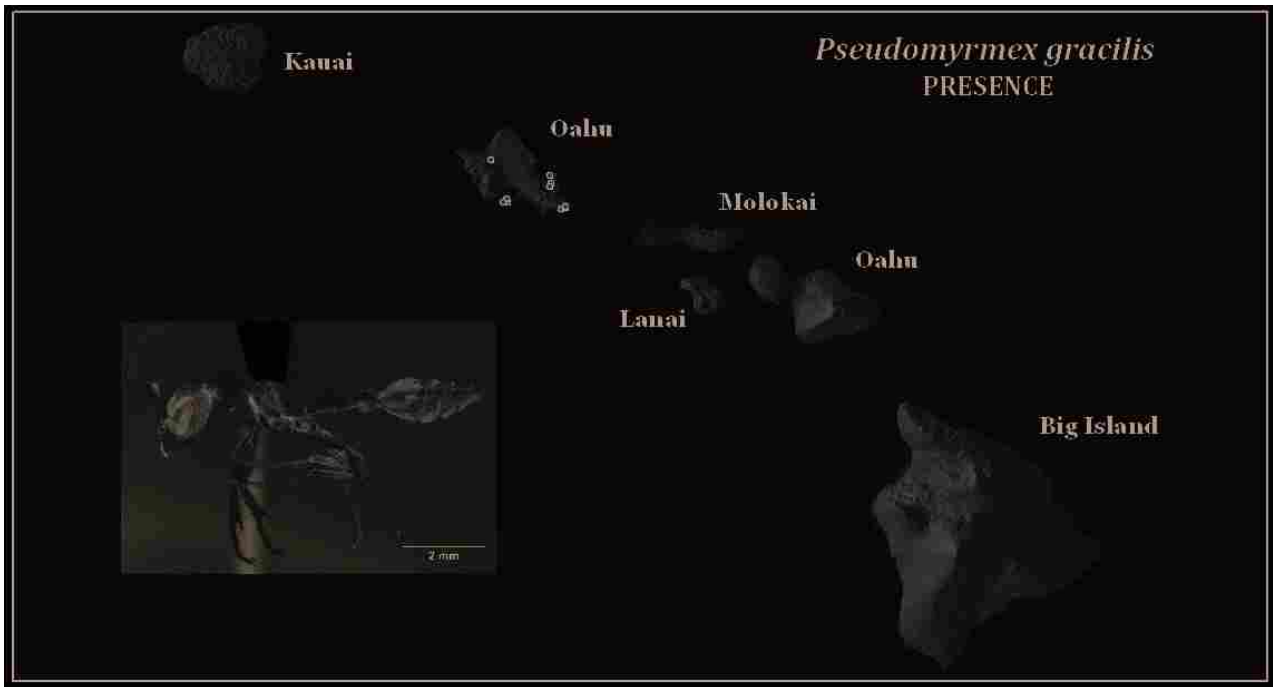 Pseudomyrmex gracilis
PRESENCE
Kauai
Oahu
Molokai
Oahu
Lanai
Big Island
2 mm